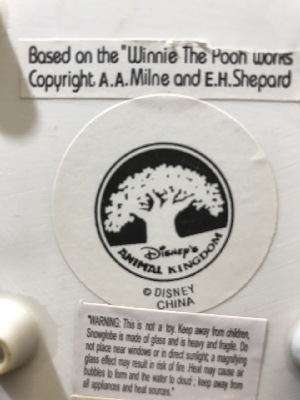 Based on the "Winnie The Pooh works
Copyright A.A.Milne and E.H.Shepard
Disney's
ANIMAL KINGDOM
© DISNEY
CHINA
"WARNING: This is not a toy. Keep away from children,
Snowglobe is made of glass and is heavy and fragile. Do
not place near windows or in direct sunlight; a magnifying
glass effect may result in risk of fire. Heat may cause air
bubbles to form and the water to cloud; keep away from
all appliances and heat sources."